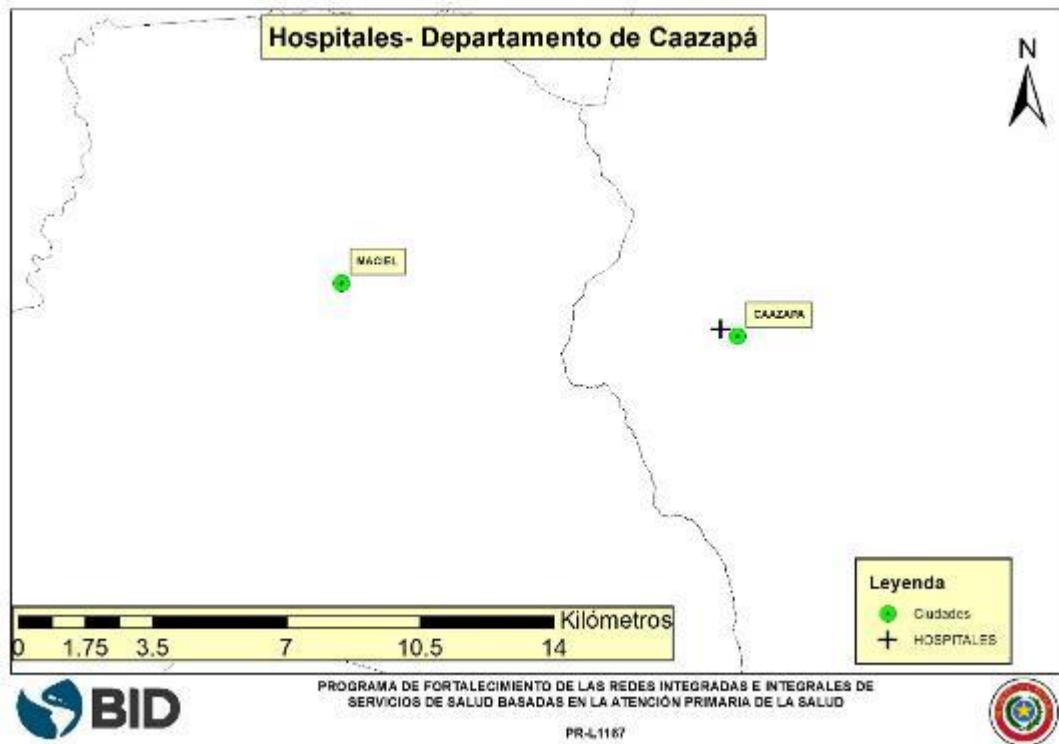 Hospitales- Departamento de Caazapá
N
MACIEL
CAAZAPA
Leyenda
Ciudades
HOSPITALES
Kilómetros
0 1.75 3.5 7 10.5 14
BID
PROGRAMA DE FORTALECIMIENTO DE LAS REDES INTEGRADAS E INTEGRALES DE
SERVICIOS DE SALUD BASADAS EN LA ATENCIÓN PRIMARIA DE LA SALUD
PR-L1167